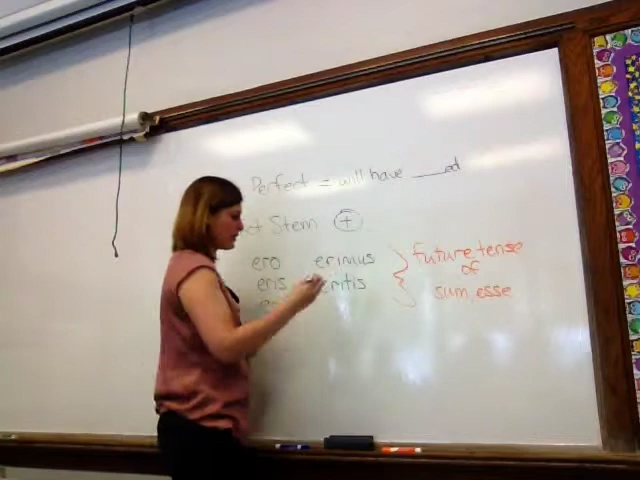 Perfect = will have ___ed
Stem +
ero erimus
eris eritis
future tense
of
sum, esse